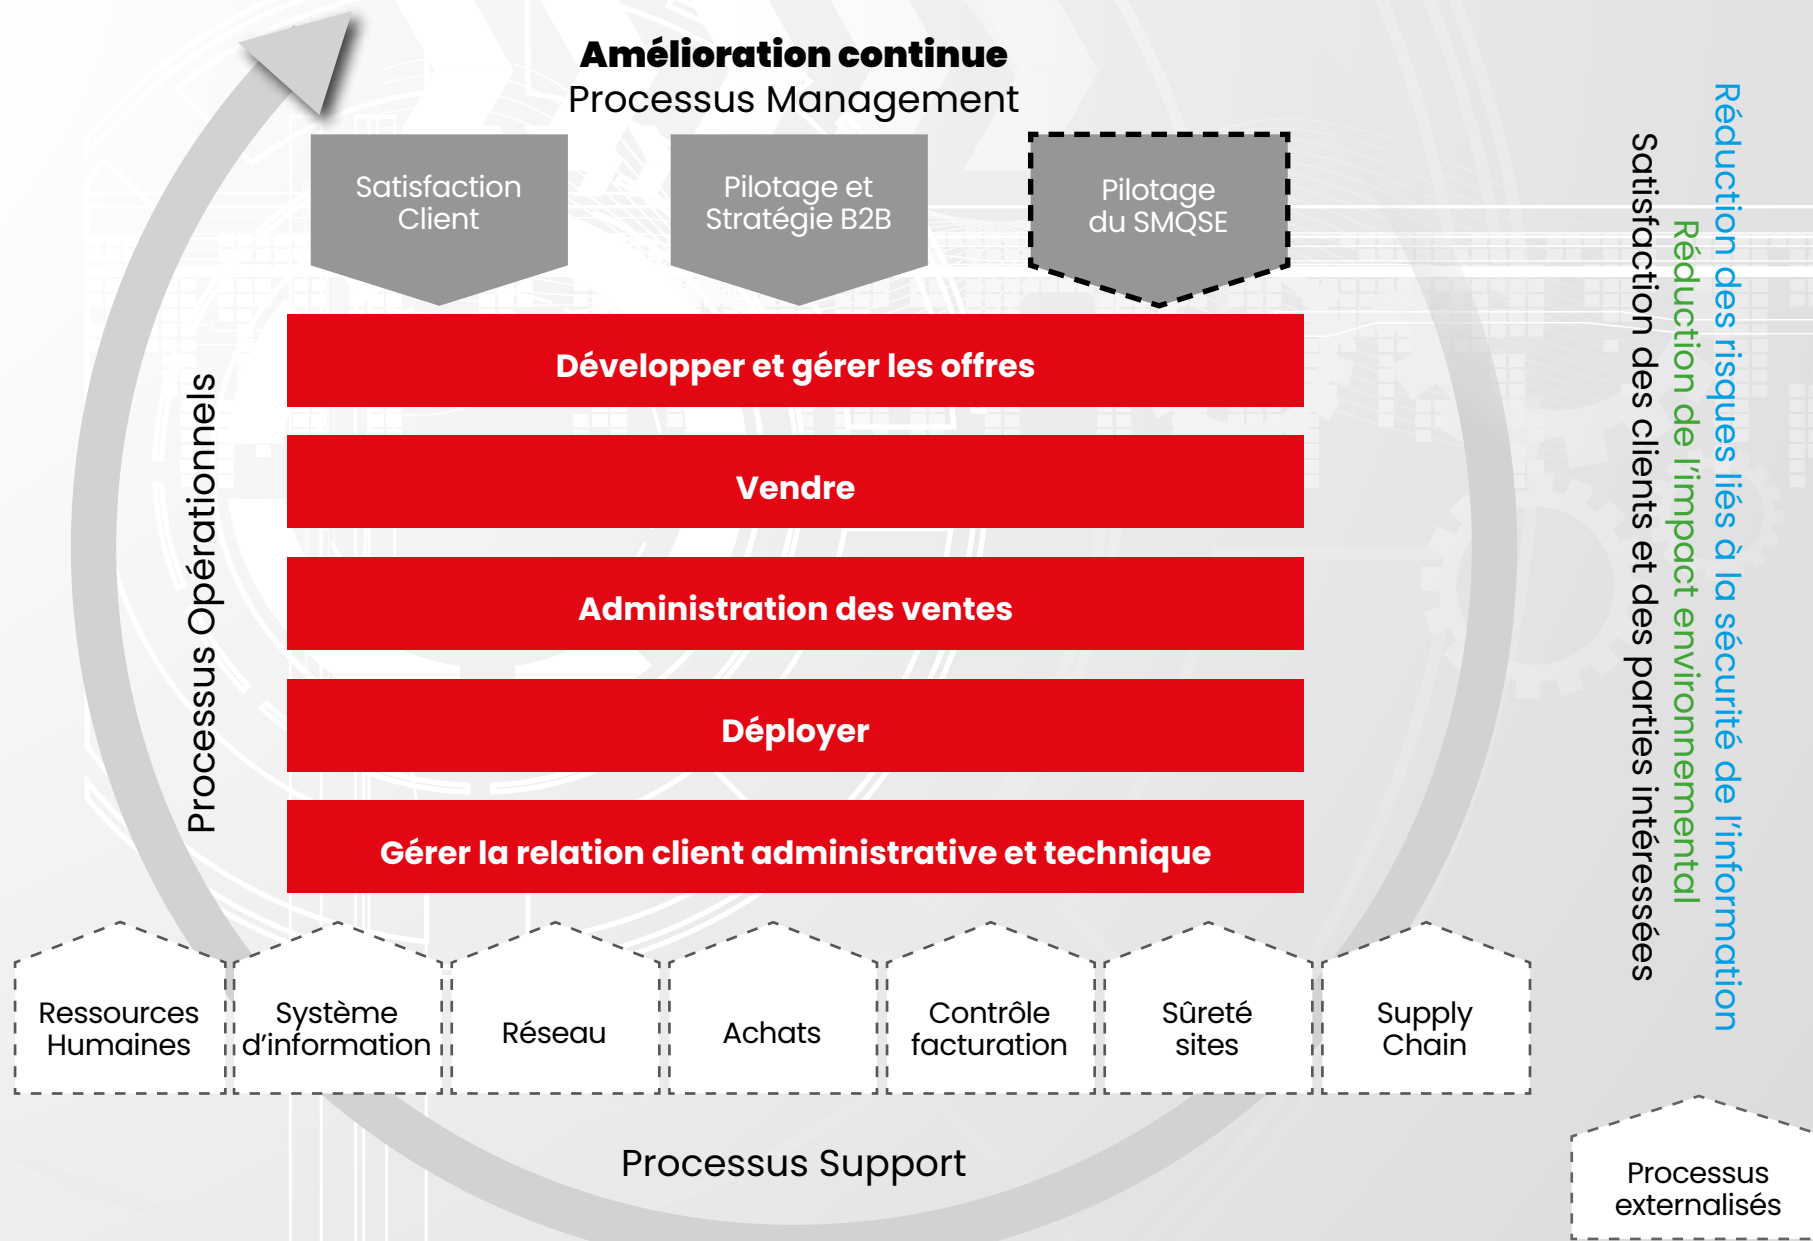 Amélioration continue
Processus Management
Satisfaction
Client
Pilotage et
Stratégie B2B
Pilotage
du SMQSE
Processus Opérationnels
Développer et gérer les offres
Vendre
Administration des ventes
Déployer
Gérer la relation client administrative et technique
Ressources
Humaines
Système
d’information
Réseau
Achats
Contrôle
facturation
Sûreté
sites
Supply
Chain
Processus Support
Réduction des risques liés à la sécurité de l’information
Réduction de l’impact environnemental
Satisfaction des clients et des parties intéressées
Processus
externalisés